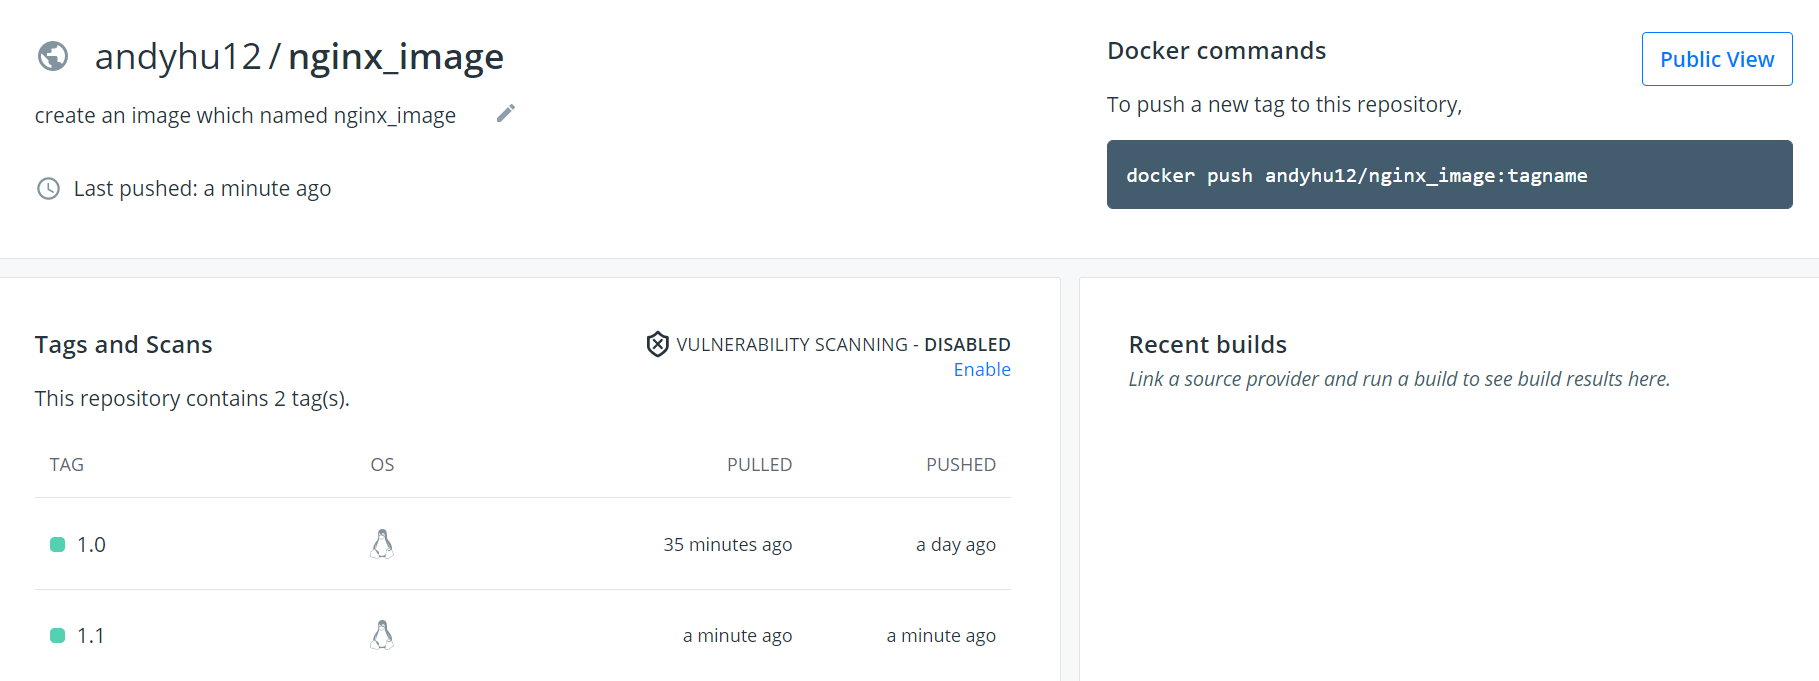 andyhu12 / nginx_image
create an image which named nginx_image
Last pushed: a minute ago
Docker commands
Public View
To push a new tag to this repository,
docker push andyhu12/nginx_image:tagname
Tags and Scans
VULNERABILITY SCANNING - DISABLED
Enable
This repository contains 2 tag(s).
TAG OS PULLED PUSHED
1.0 35 minutes ago a day ago
1.1 a minute ago a minute ago
Recent builds
Link a source provider and run a build to see build results here.